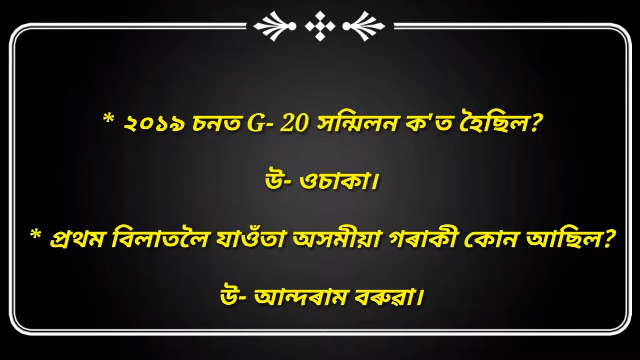 * ২০১৯ চনত G- 20 সন্মিলন ক'ত হৈছিল?
উ- ওচাকা।
* প্ৰথম বিলাতলৈ যাওঁতা অসমীয়া গৰাকী কোন আছিল?
উ- আন্দৰাম বৰুৱা।